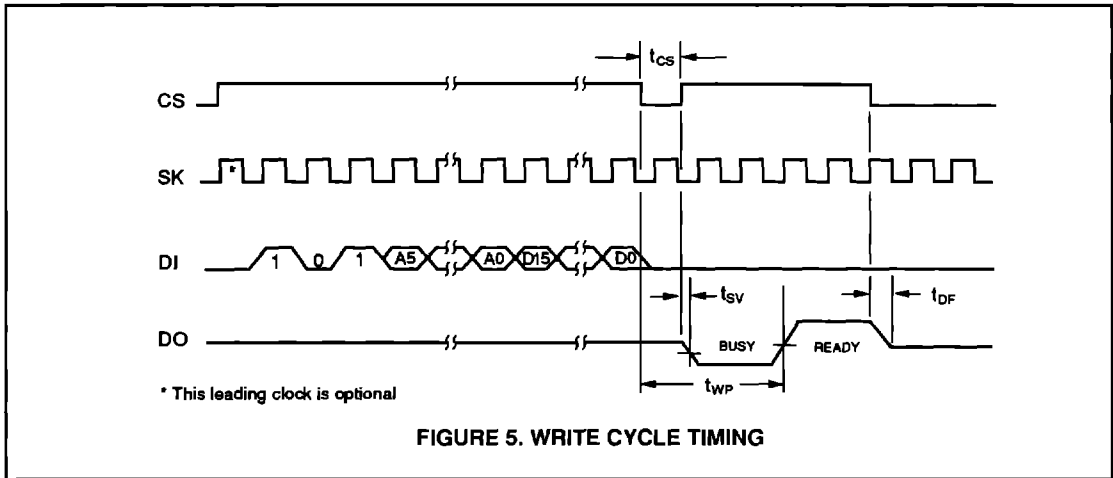 tCS
CS
SK *
DI 1 0 1 A5 A0 D15 D0
tSV
tDF
DO BUSY READY
tWP
* This leading clock is optional
FIGURE 5. WRITE CYCLE TIMING